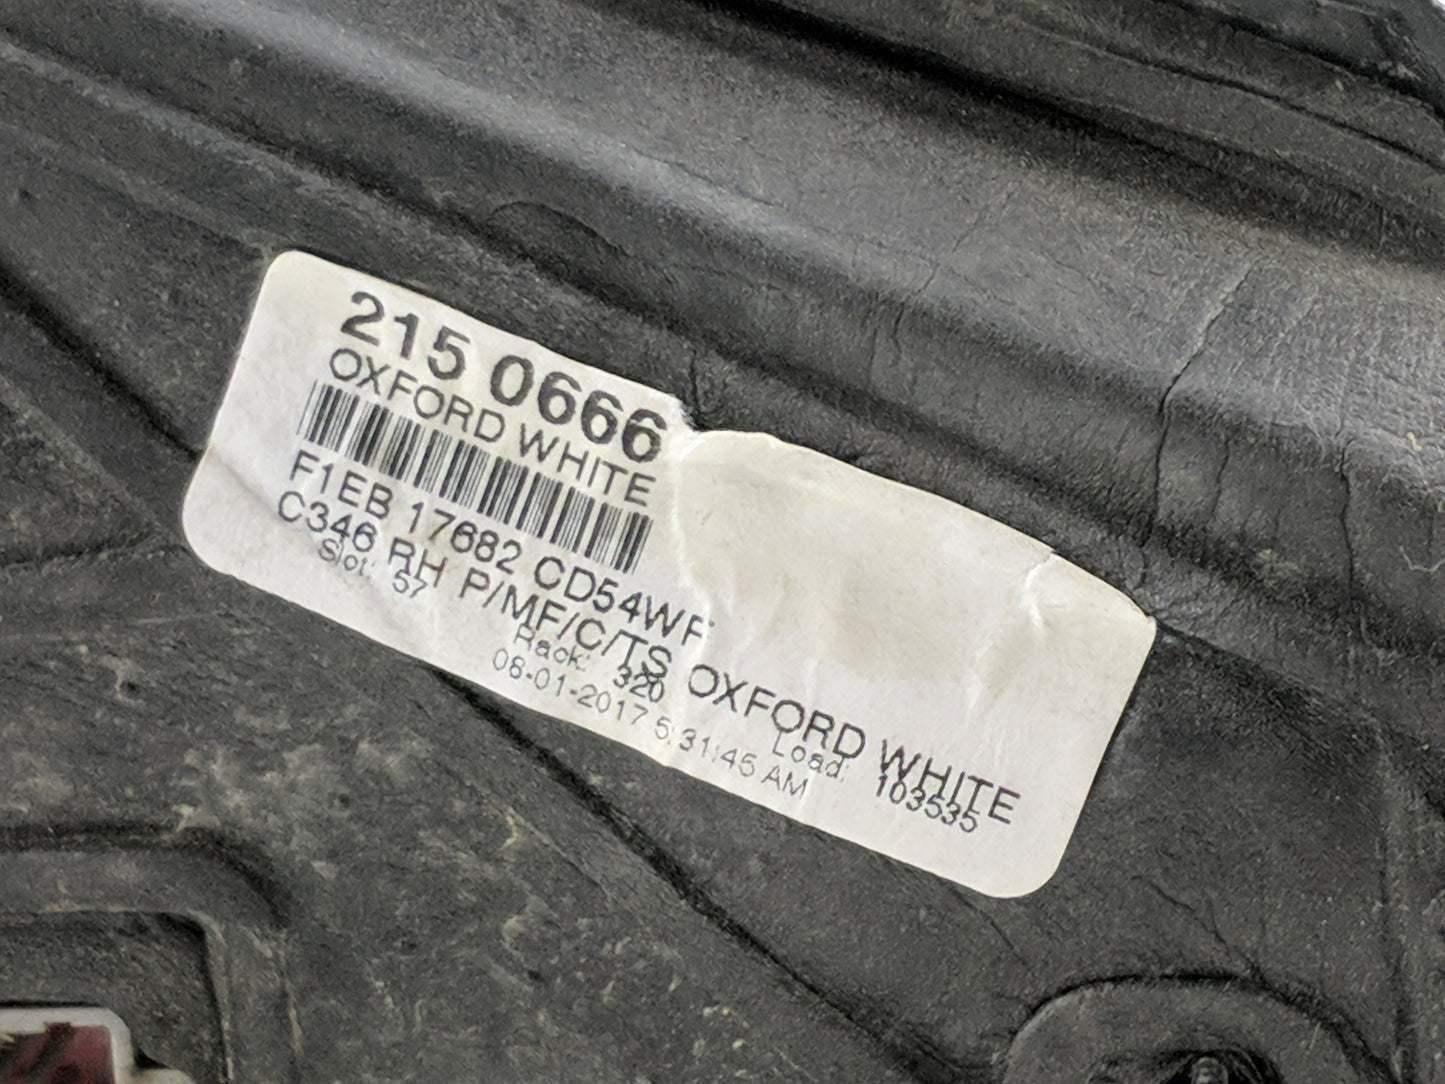 215 0666
OXFORD WHITE
F1EB 17682 CD54WF
C346 RH P/MF/C/TS OXFORD WHITE
Slot: 57 Rack: 320 Load: 103535
08-01-2017 5:31:45 AM